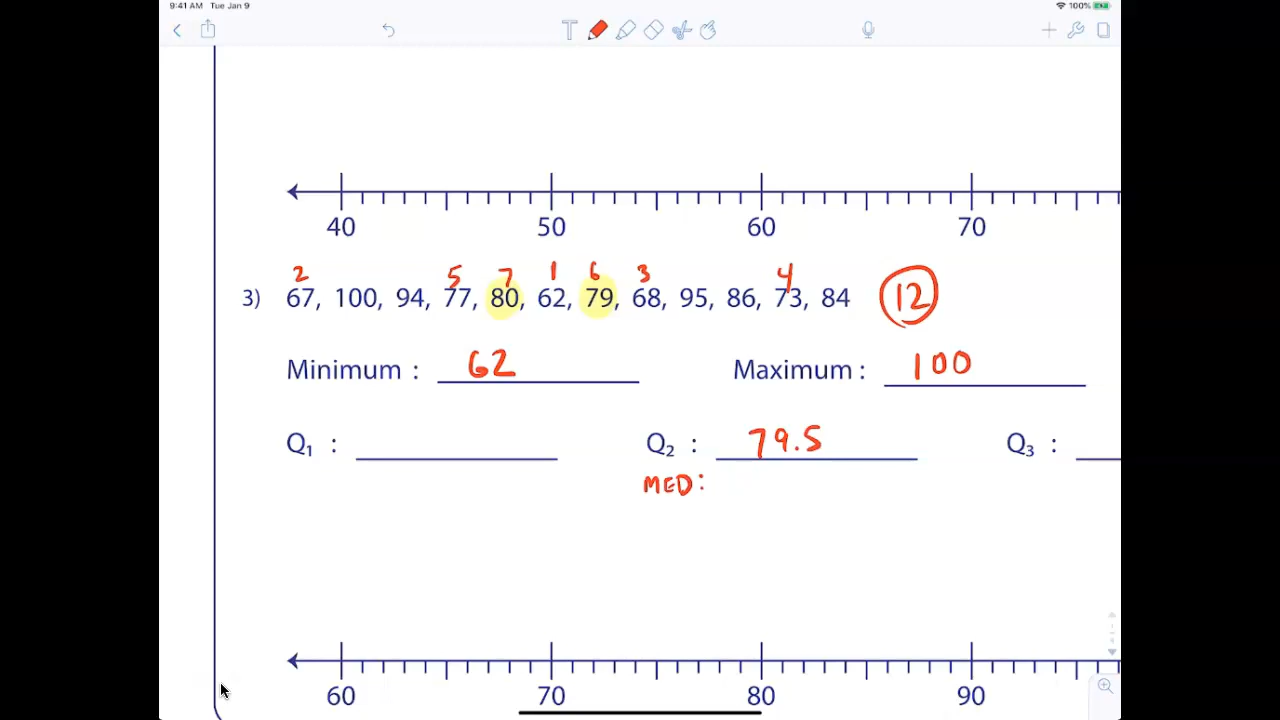 9:41 AM Tue Jan 9 100%
T
40 50 60 70
2 5 7 1 6 3 4
3) 67, 100, 94, 77, 80, 62, 79, 68, 95, 86, 73, 84 12
Minimum : 62 Maximum : 100
Q₁ : Q₂ : 79.5 Q₃ :
MED:
60 70 80 90